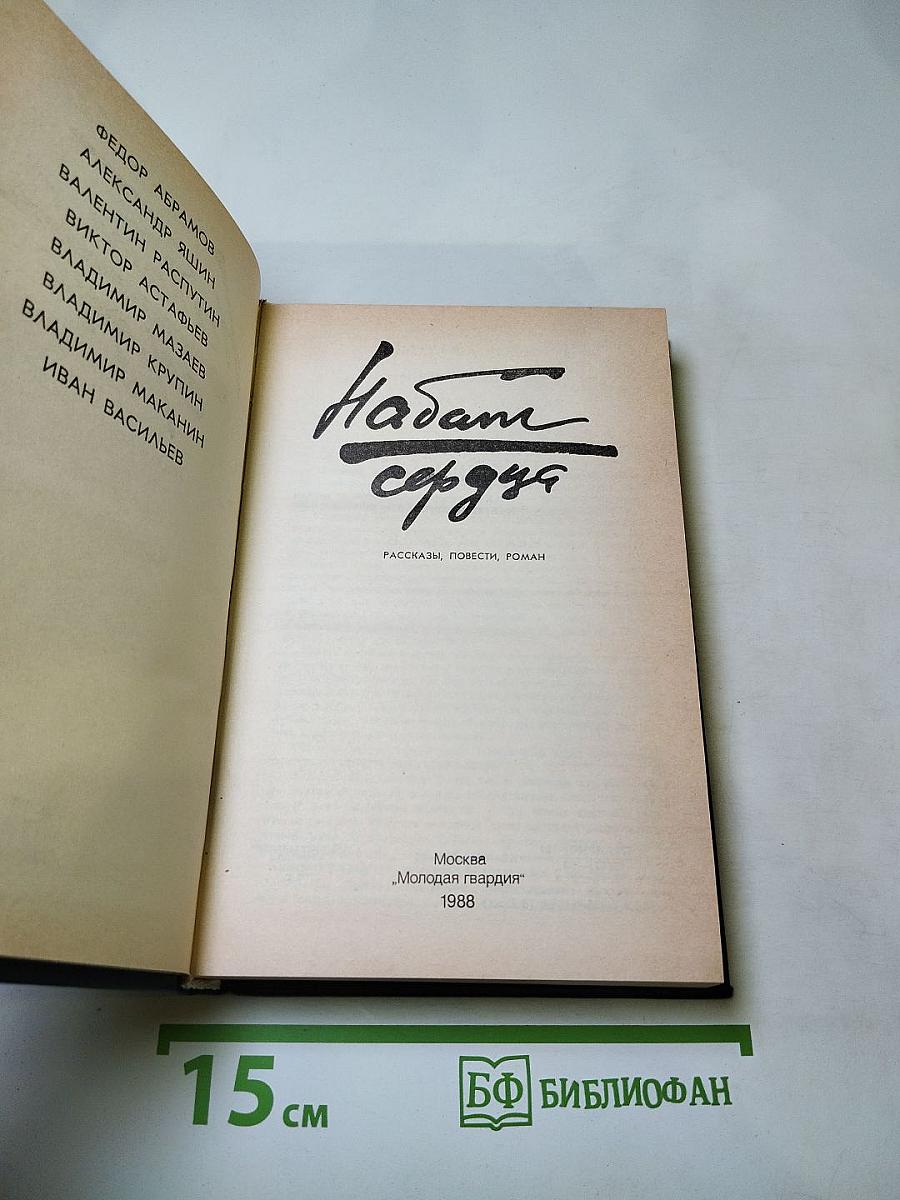 ФЕДОР АБРАМОВ
АЛЕКСАНДР ЯШИН
ВАЛЕНТИН РАСПУТИН
ВИКТОР АСТАФЬЕВ
ВЛАДИМИР МАЗАЕВ
ВЛАДИМИР КРУПИН
ВЛАДИМИР МАКАНИН
ИВАН ВАСИЛЬЕВ
Набат
сердца
РАССКАЗЫ, ПОВЕСТИ, РОМАН
Москва
„Молодая гвардия“
1988
15 см
БФ БИБЛИОФАН